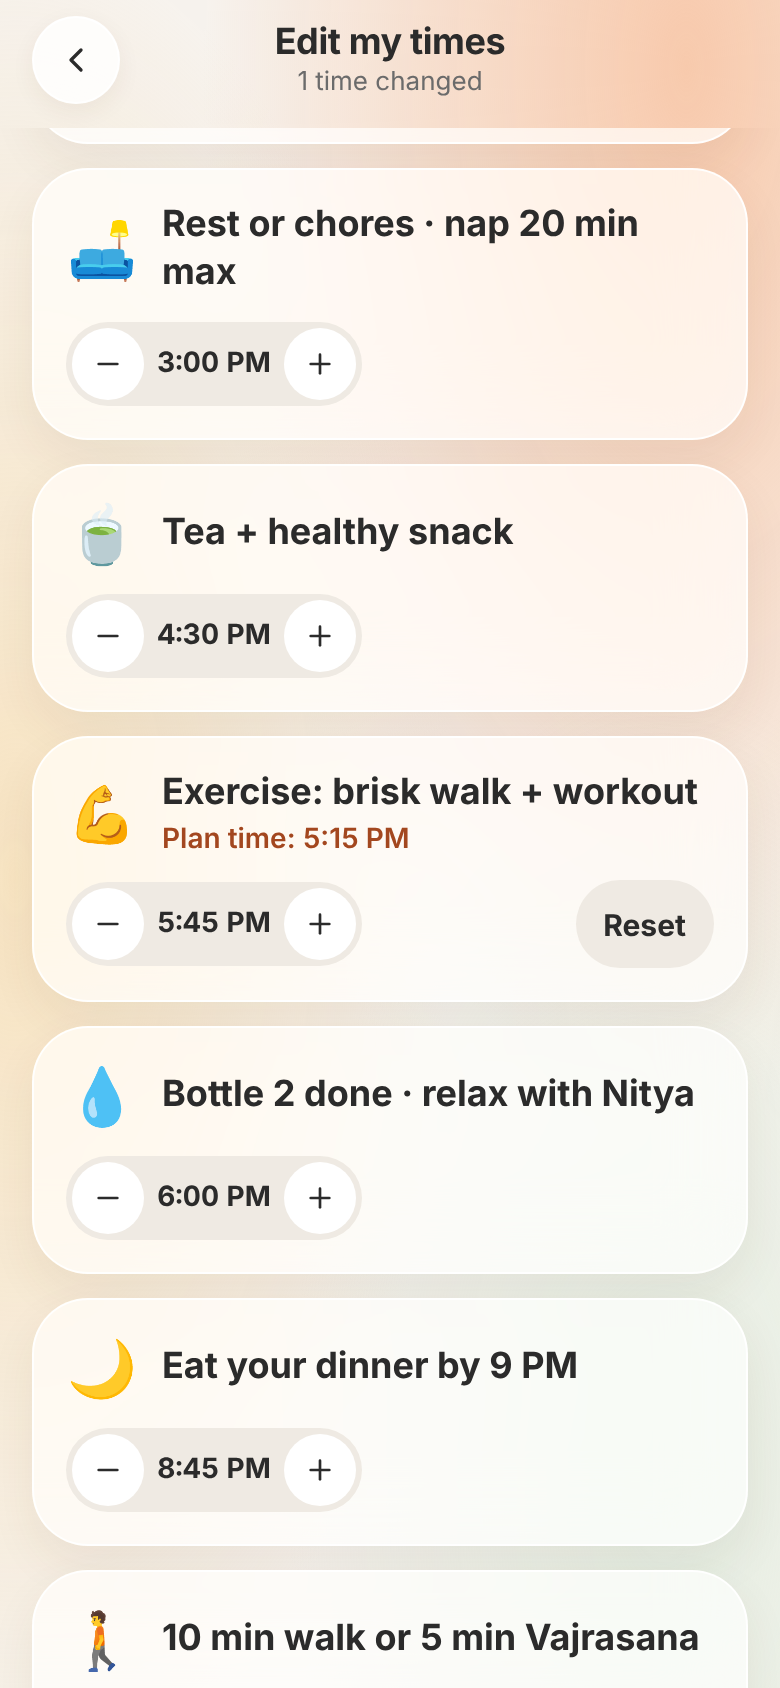 Edit my times
1 time changed
Rest or chores · nap 20 min
max
− 3:00 PM +
Tea + healthy snack
− 4:30 PM +
Exercise: brisk walk + workout
Plan time: 5:15 PM
− 5:45 PM +
Reset
Bottle 2 done · relax with Nitya
− 6:00 PM +
Eat your dinner by 9 PM
− 8:45 PM +
10 min walk or 5 min Vajrasana